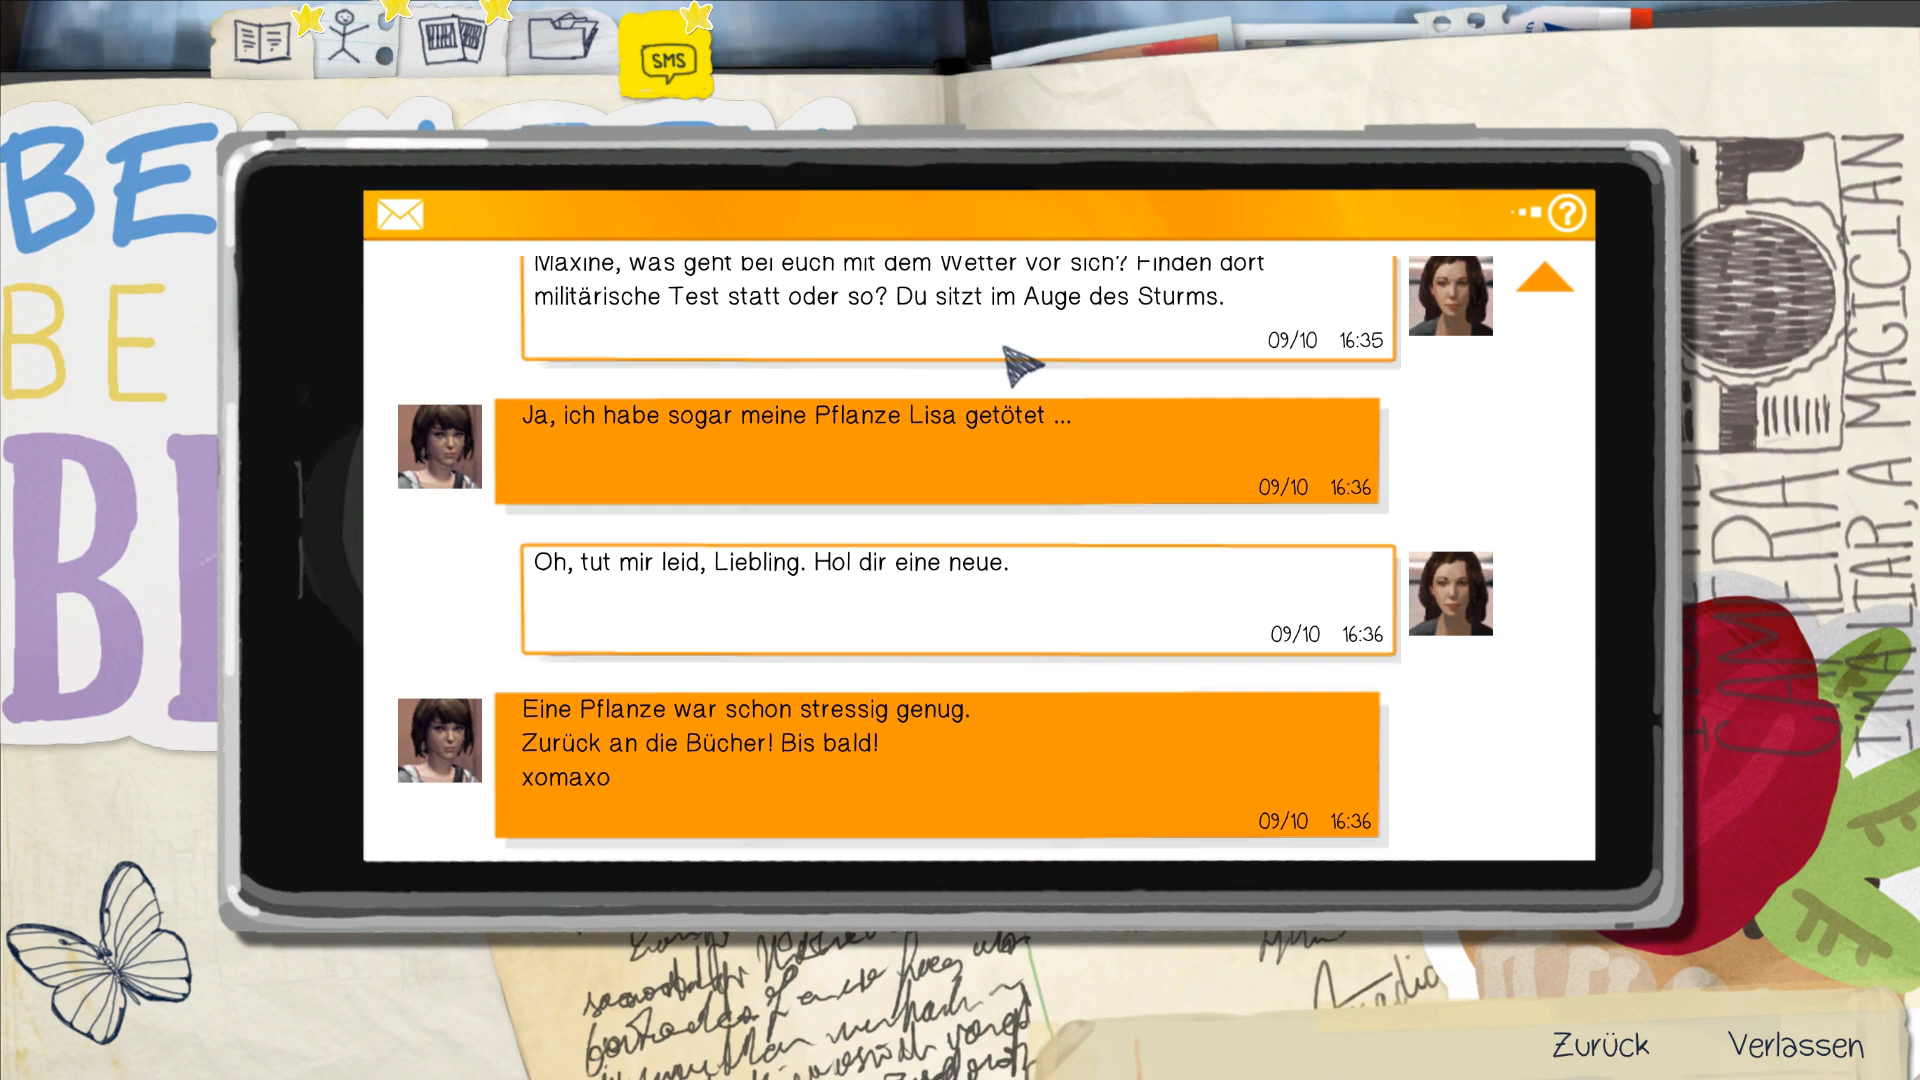 SMS
BE
BE
Maxine, was geht bei euch mit dem Wetter vor sich? Finden dort
militärische Test statt oder so? Du sitzt im Auge des Sturms.
09/10 16:35
Ja, ich habe sogar meine Pflanze Lisa getötet ...
09/10 16:36
Oh, tut mir leid, Liebling. Hol dir eine neue.
09/10 16:36
Eine Pflanze war schon stressig genug.
Zurück an die Bücher! Bis bald!
xomaxo
09/10 16:36
CAMERA
I'M A LIAR, A MAGICIAN
Zurück Verlassen